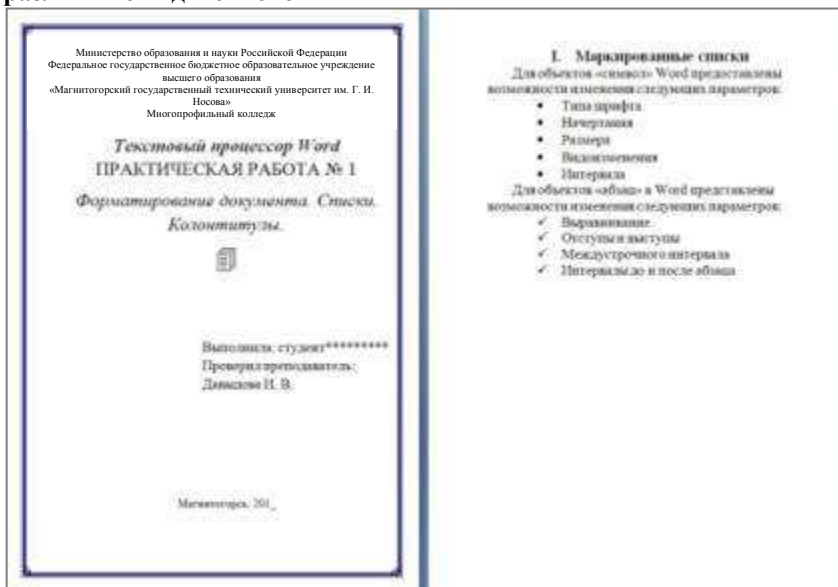 Министерство образования и науки Российской Федерации
Федеральное государственное бюджетное образовательное учреждение
высшего образования
«Магнитогорский государственный технический университет им. Г. И.
Носова»
Многопрофильный колледж
Текстовый процессор Word
ПРАКТИЧЕСКАЯ РАБОТА № 1
Форматирование документа. Списки.
Колонтитулы.
Выполнила: студент*********
Проверил преподаватель:
Давыдова И. В.
Магнитогорск, 201_
I. Маркированные списки
Для объектов «символ» Word предоставлены
возможности изменения следующих параметров:
• Типа шрифта
• Начертания
• Размера
• Видоизменения
• Интервала
Для объектов «абзац» в Word представлены
возможности изменения следующих параметров:
✓ Выравнивание
✓ Отступы и выступы
✓ Междустрочного интервала
✓ Интервалы до и после абзаца